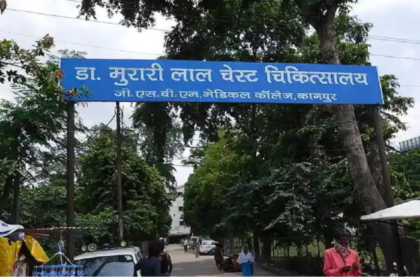 डा. मुरारी लाल चेस्ट चिकित्सालय
जी.एस.वी.एम. मेडिकल कॉलेज, कानपुर